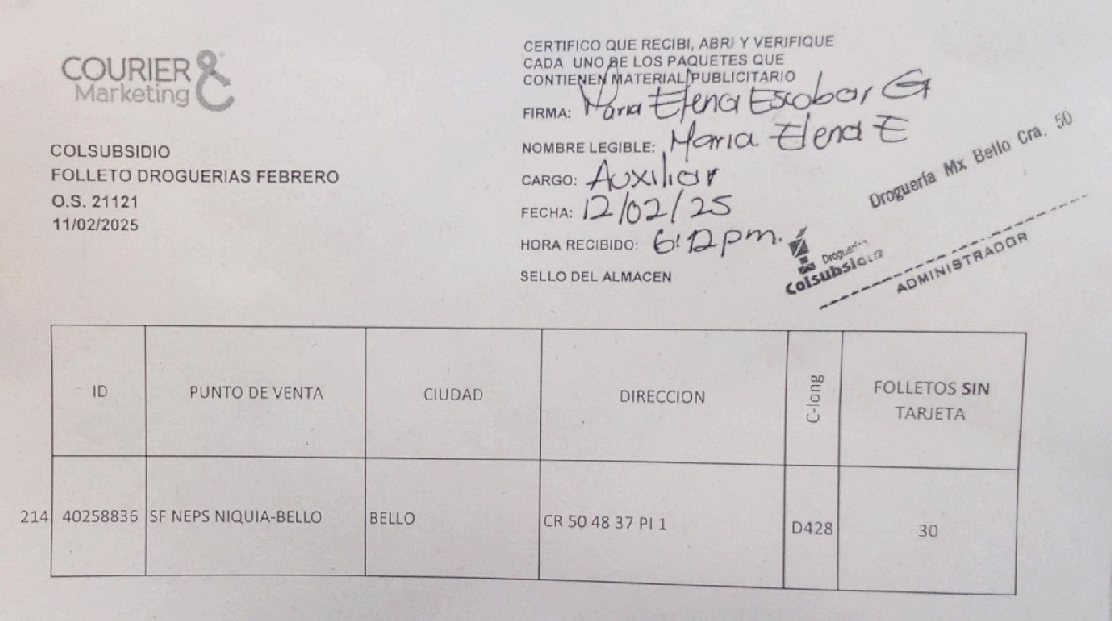 COURIER &
Marketing
COLSUBSIDIO
FOLLETO DROGUERIAS FEBRERO
O.S. 21121
11/02/2025
CERTIFICO QUE RECIBI, ABRI Y VERIFIQUE
CADA UNO DE LOS PAQUETES QUE
CONTIENEN MATERIAL PUBLICITARIO
FIRMA: Maria Elena Escobar G
NOMBRE LEGIBLE: Maria Elena E
CARGO: Auxiliar
FECHA: 12/02/25
HORA RECIBIDO: 6:12 pm.
SELLO DEL ALMACEN
Droguería Mx Bello Cra. 50
Droguerías
Colsubsidio
ADMINISTRADOR
ID PUNTO DE VENTA CIUDAD DIRECCION C-long FOLLETOS SIN TARJETA
214 40258836 SF NEPS NIQUIA-BELLO BELLO CR 50 48 37 PI 1 D428 30